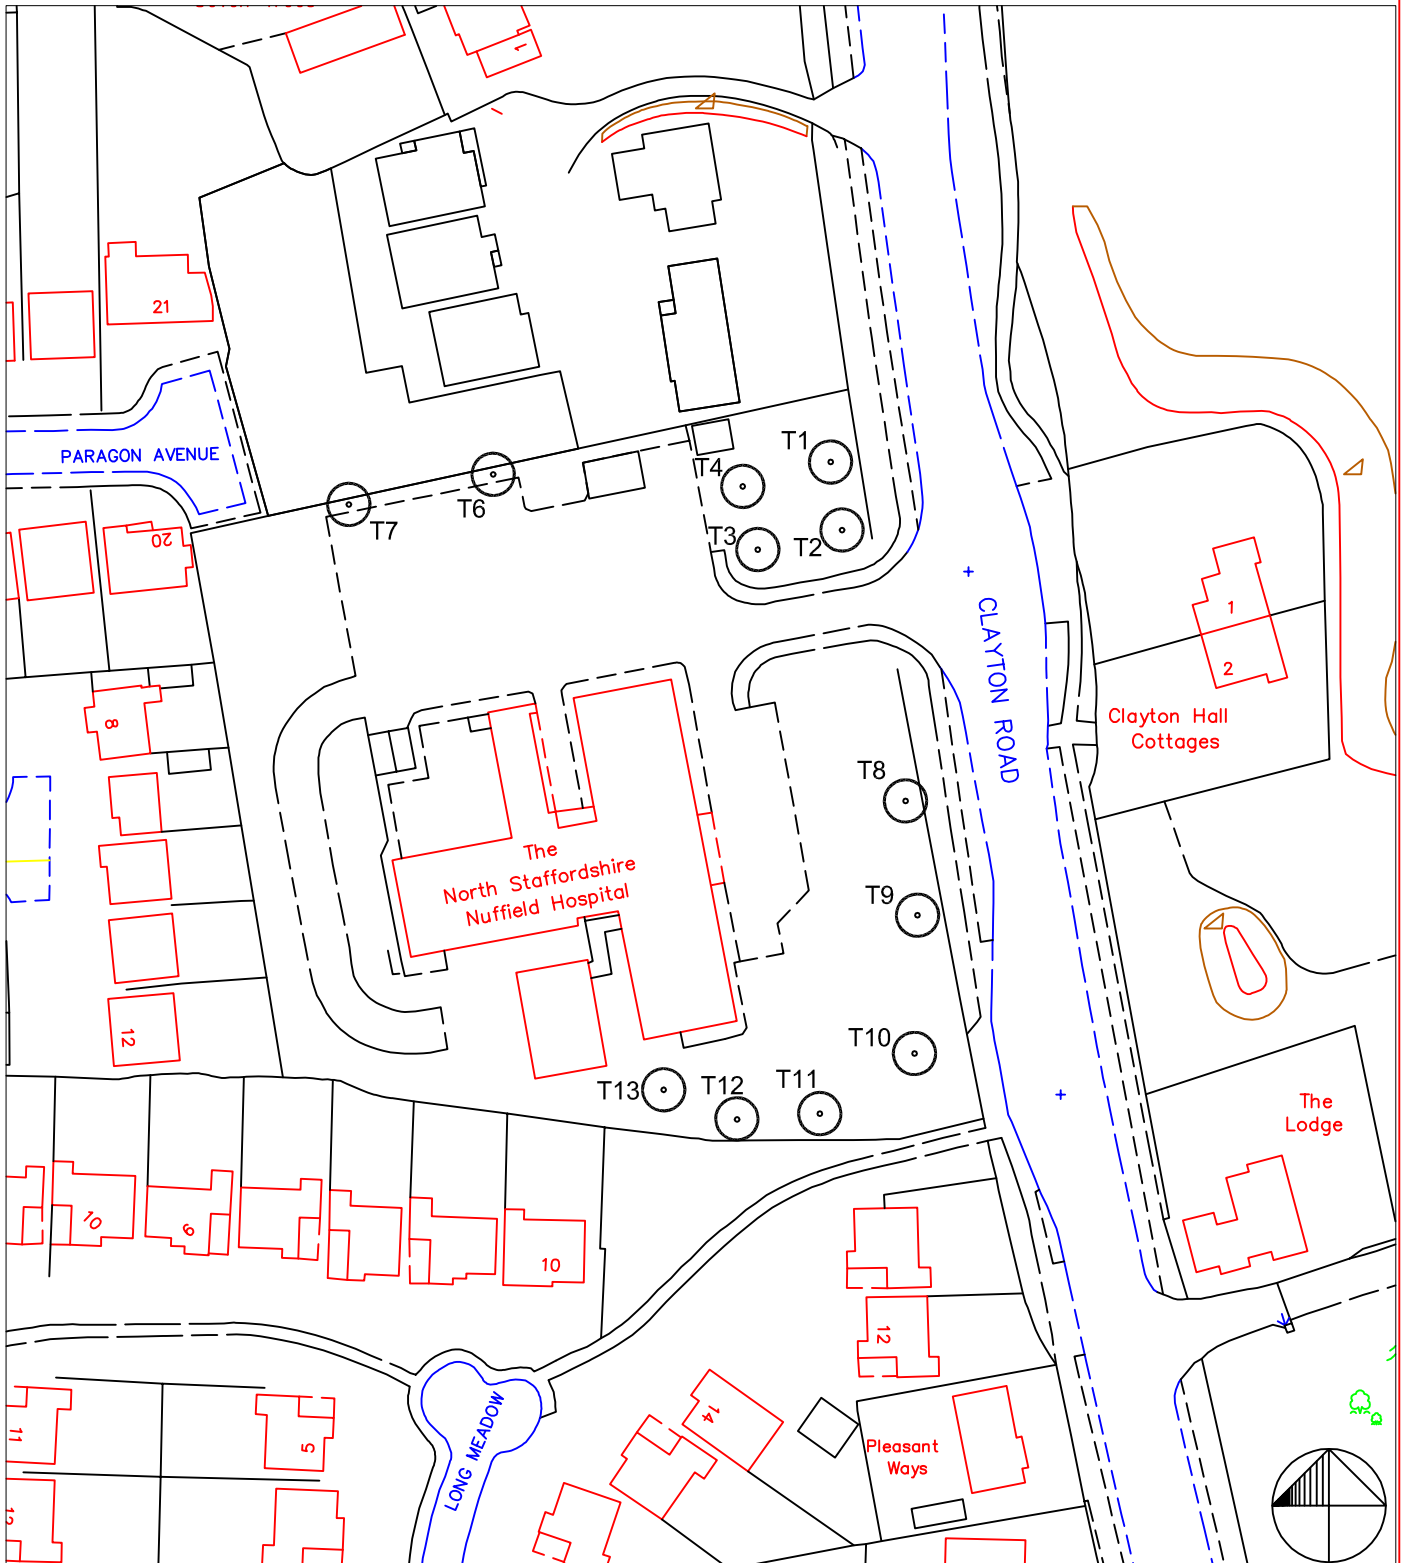 1
21
PARAGON AVENUE
T1
T4
T6
T7
T3
T2
20
CLAYTON ROAD
1
2
8
Clayton Hall
Cottages
T8
The
North Staffordshire
Nuffield Hospital
T9
12
T10
T13
T12
T11
The
Lodge
10
9
10
12
14
LONG MEADOW
11
5
Pleasant
Ways